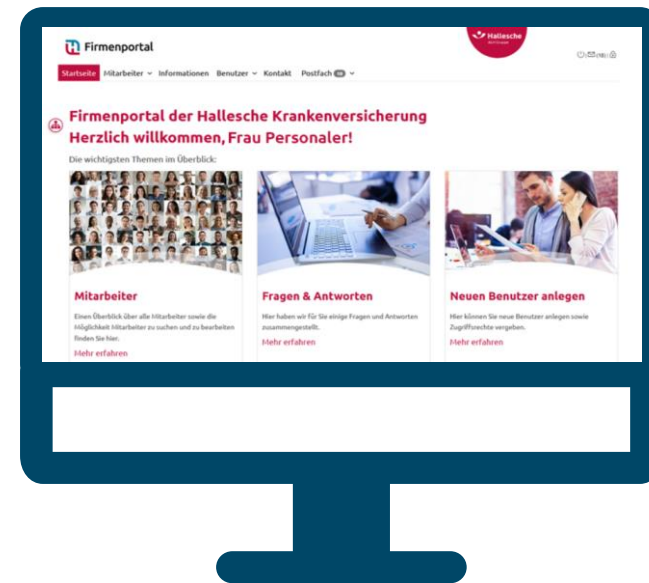 Firmenportal
Hallesche
Startseite Mitarbeiter Informationen Benutzer Kontakt Postfach
Firmenportal der Hallesche Krankenversicherung
Herzlich willkommen, Frau Personaler!
Die wichtigsten Themen im Überblick:
Mitarbeiter
Einen Überblick über alle Mitarbeiter sowie die
Möglichkeit Mitarbeiter zu suchen und zu bearbeiten
finden Sie hier.
Mehr erfahren
Fragen & Antworten
Hier haben wir für Sie einige Fragen und Antworten
zusammengestellt.
Mehr erfahren
Neuen Benutzer anlegen
Hier können Sie neue Benutzer anlegen sowie
Zugriffsrechte vergeben.
Mehr erfahren